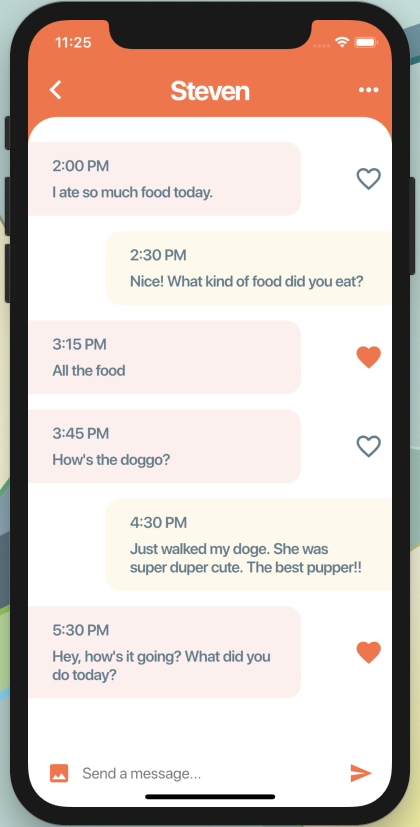 11:25
Steven
2:00 PM
I ate so much food today.
2:30 PM
Nice! What kind of food did you eat?
3:15 PM
All the food
3:45 PM
How's the doggo?
4:30 PM
Just walked my doge. She was
super duper cute. The best pupper!!
5:30 PM
Hey, how's it going? What did you
do today?
Send a message...